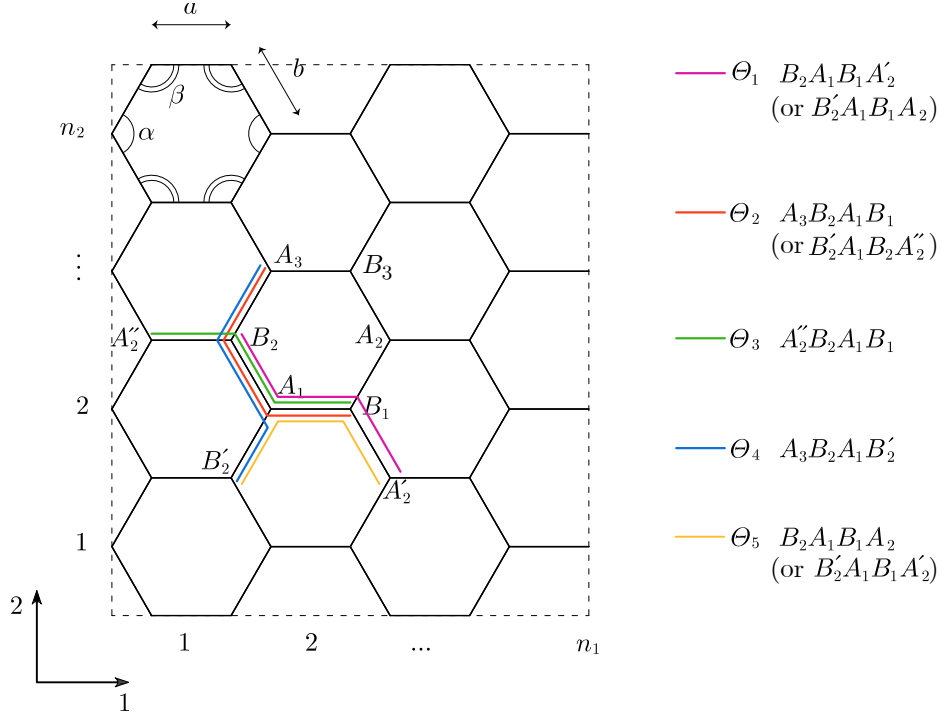 a
b
β
n₂
α
⋮
A₃
B₃
A₂″
B₂
A₂
2
A₁
B₁
B₂′
A₂′
1
2
1
2
...
n₁
1
Θ₁ B₂A₁B₁A₂′
(or B₂′A₁B₁A₂)
Θ₂ A₃B₂A₁B₁
(or B₂′A₁B₂A₂″)
Θ₃ A₂″B₂A₁B₁
Θ₄ A₃B₂A₁B₂′
Θ₅ B₂A₁B₁A₂
(or B₂′A₁B₁A₂′)